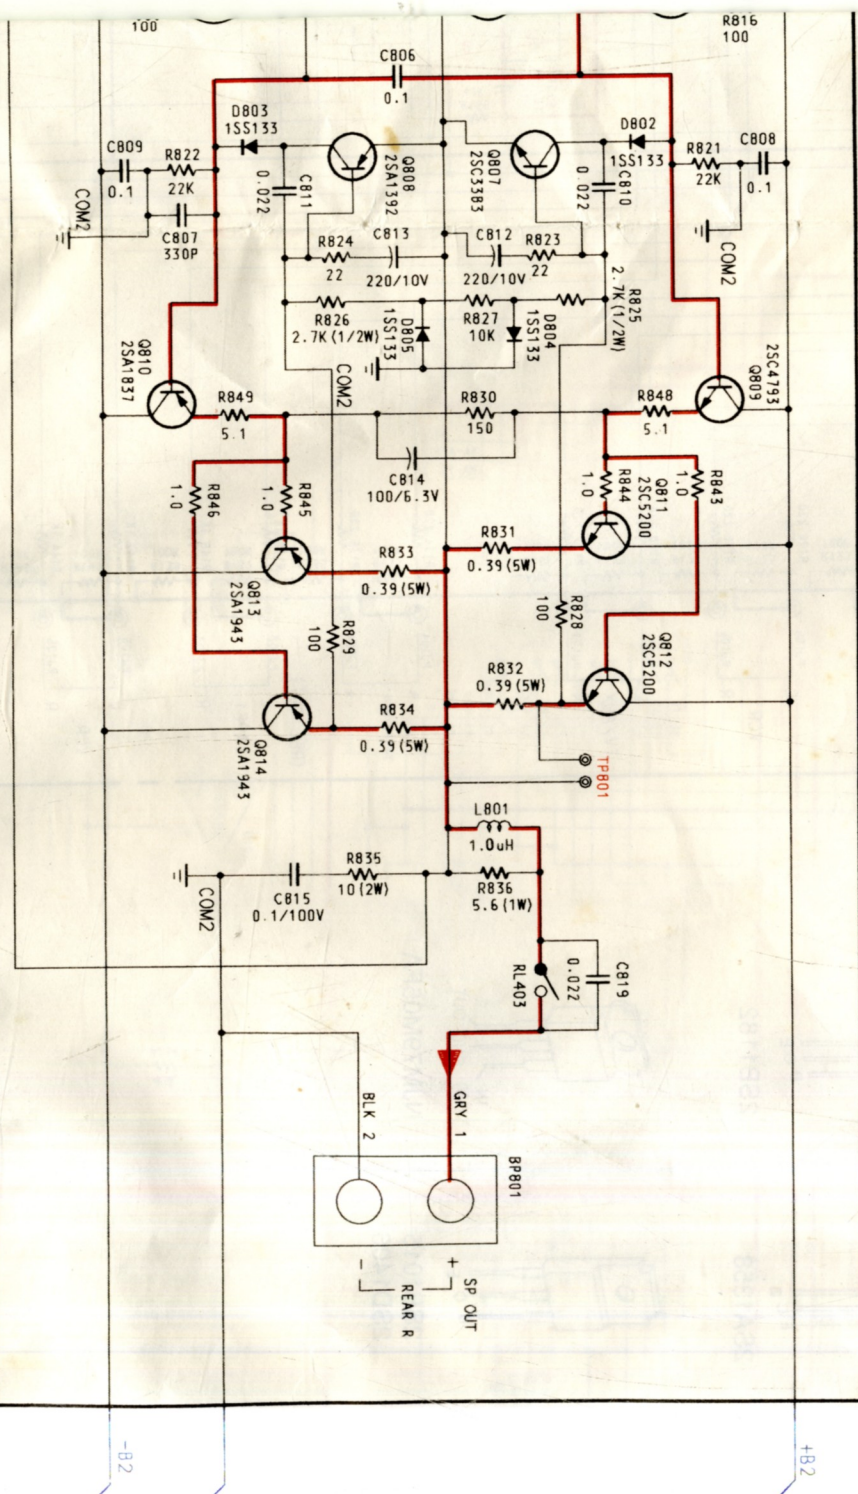 100
R816
100
C806
0.1
D803
1SS133
D802
1SS133
C809
0.1
R822
22K
C811
0.022
Q808
2SA1392
Q807
2SC3383
C810
0.022
R821
22K
C808
0.1
COM2
C807
330P
COM2
R824
22
C813
220/10V
C812
220/10V
R823
22
R825
2.7K(1/2W)
R826
2.7K(1/2W)
D805
1SS133
R827
10K
D804
1SS133
Q810
2SA1837
COM2
2SC4793
Q809
R849
5.1
R830
150
R848
5.1
C814
100/6.3V
R846
1.0
R845
1.0
R844
1.0
Q811
2SC5200
R843
1.0
R833
0.39(5W)
R831
0.39(5W)
Q813
2SA1943
R829
100
R828
100
Q812
2SC5200
R834
0.39(5W)
R832
0.39(5W)
Q814
2SA1943
TP801
L801
1.0uH
R835
10(2W)
C815
0.1/100V
COM2
R836
5.6(1W)
RL403
0.022
C819
BLK 2
GRY 1
BP801
-
+
SP OUT
REAR R
-B2
+B2